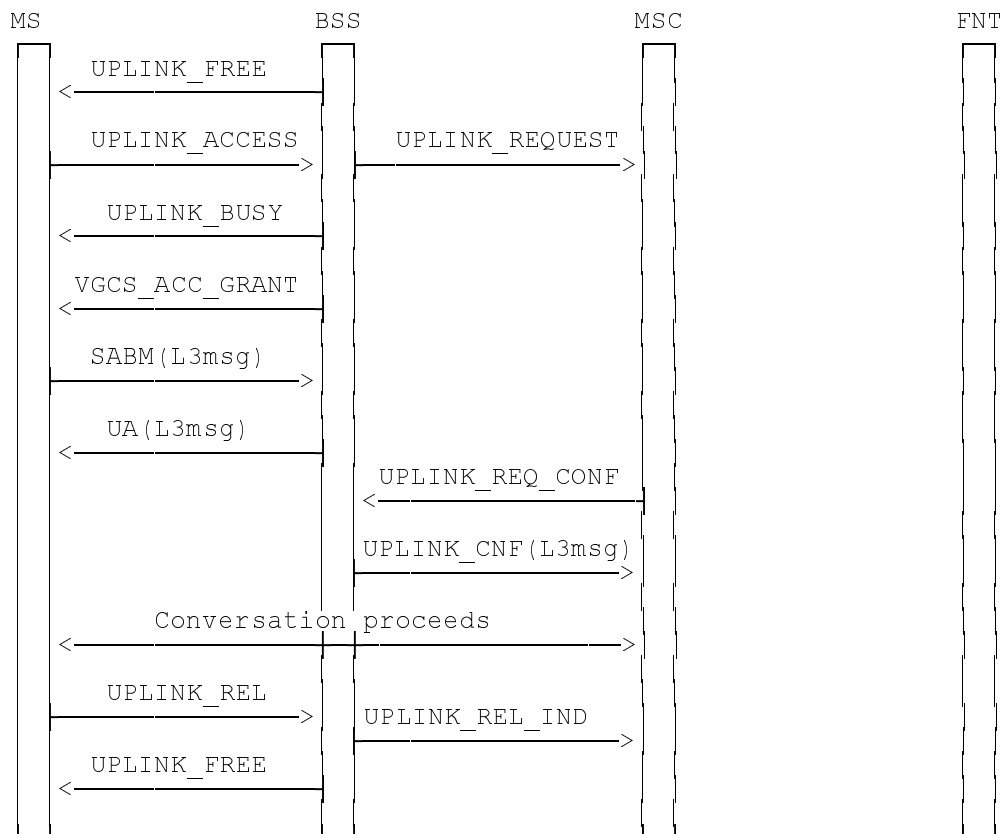 MS BSS MSC FNT
UPLINK_FREE
UPLINK_ACCESS UPLINK_REQUEST
UPLINK_BUSY
VGCS_ACC_GRANT
SABM(L3msg)
UA(L3msg)
UPLINK_REQ_CONF
UPLINK_CNF(L3msg)
Conversation proceeds
UPLINK_REL
UPLINK_REL_IND
UPLINK_FREE